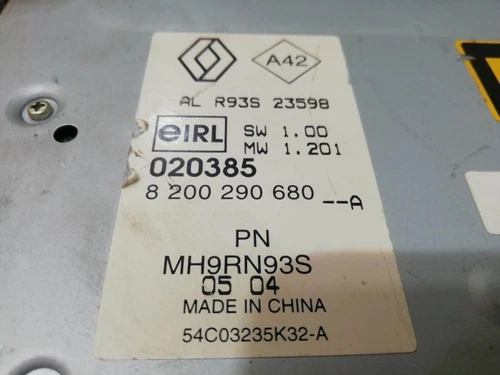 A42
AL R93S 23598
eIRL SW 1.00
MW 1.201
020385
8 200 290 680 --A
PN
MH9RN93S
05 04
MADE IN CHINA
54C03235K32-A